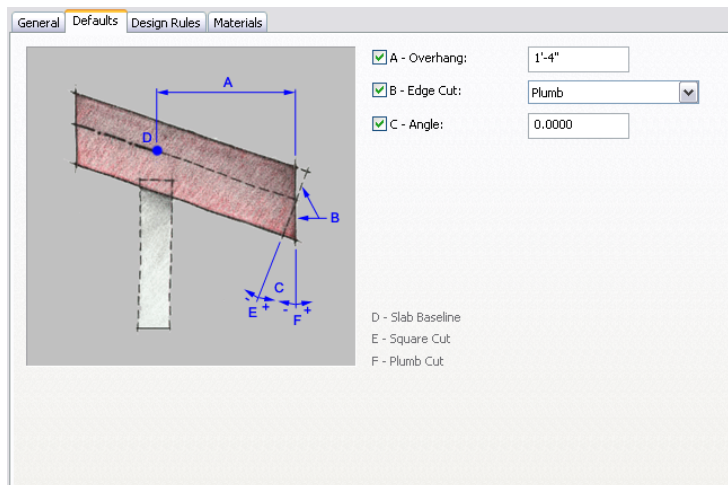 General Defaults Design Rules Materials
A - Overhang: 1'-4"
B - Edge Cut: Plumb
C - Angle: 0.0000
A
D
B
C
- + - +
E F
D - Slab Baseline
E - Square Cut
F - Plumb Cut